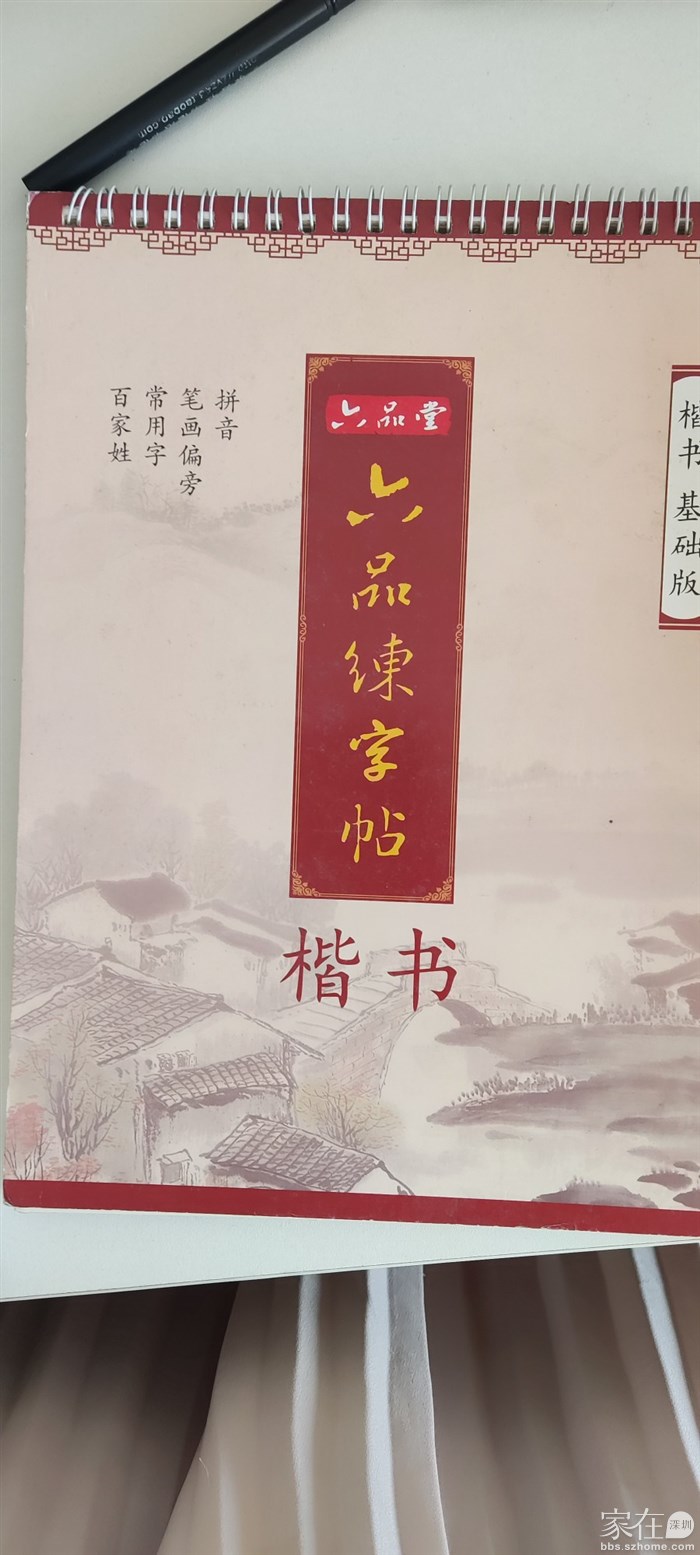 六品堂
六品練字帖
楷书
拼音
笔画偏旁
常用字
百家姓
楷书 基础版
家在深圳
bbs.szhome.com